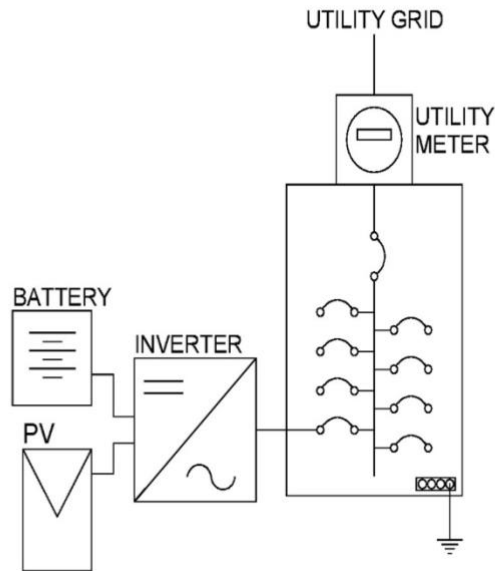 UTILITY GRID
UTILITY
METER
BATTERY
INVERTER
PV